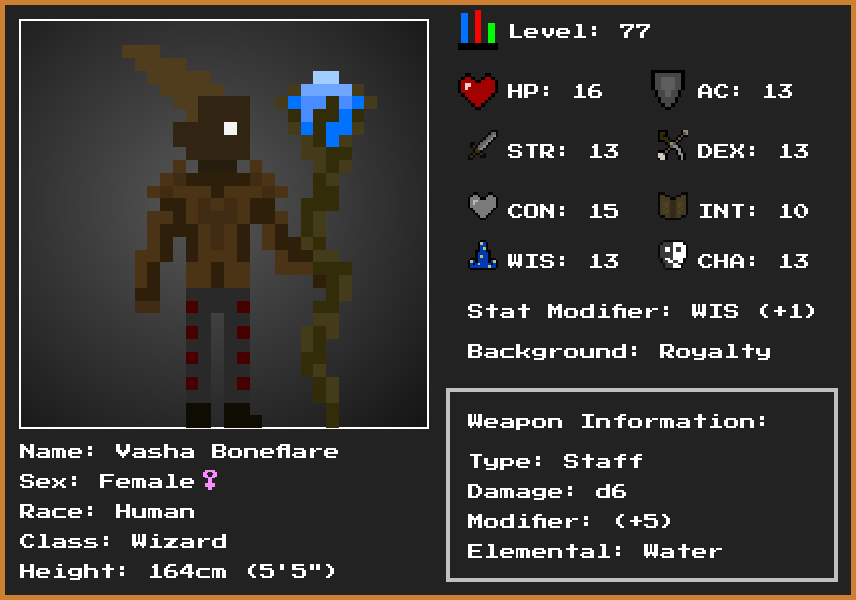 Level: 77
HP: 16
AC: 13
STR: 13
DEX: 13
CON: 15
INT: 10
WIS: 13
CHA: 13
Stat Modifier: WIS (+1)
Background: Royalty
Weapon Information:
Type: Staff
Damage: d6
Modifier: (+5)
Elemental: Water
Name: Vasha Boneflare
Sex: Female♀
Race: Human
Class: Wizard
Height: 164cm (5'5")